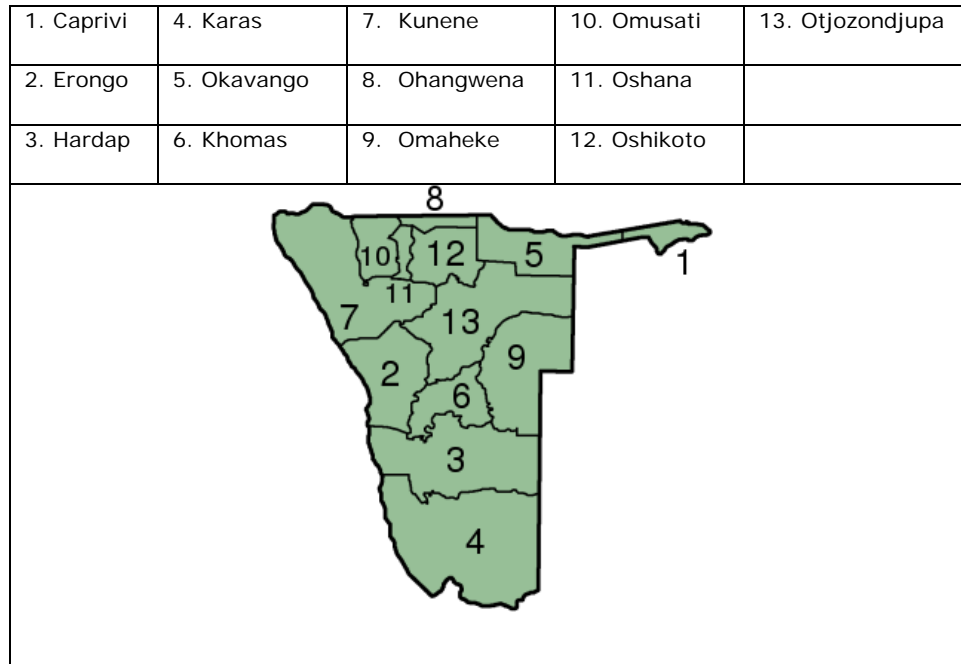 1. Caprivi 4. Karas 7. Kunene 10. Omusati 13. Otjozondjupa
2. Erongo 5. Okavango 8. Ohangwena 11. Oshana
3. Hardap 6. Khomas 9. Omaheke 12. Oshikoto
8
10 12 5
1
11
7 13
9
2
6
3
4